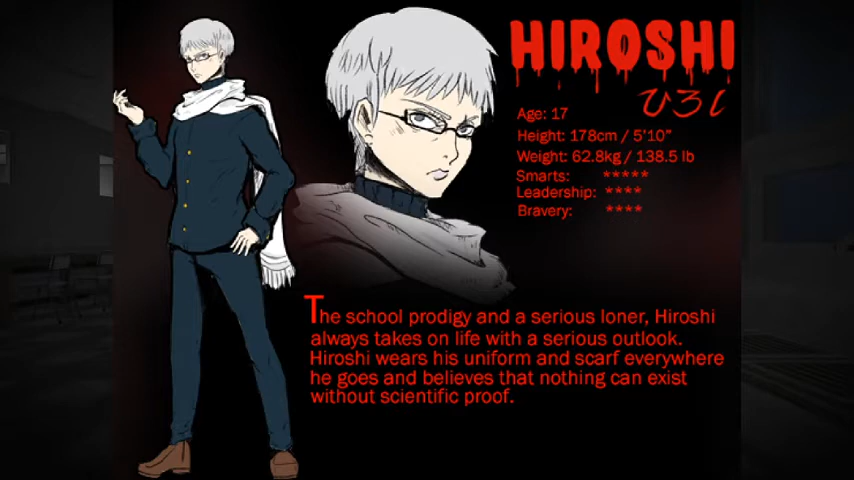 HIROSHI
ひろし
Age: 17
Height: 178cm / 5'10"
Weight: 62.8kg / 138.5 lb
Smarts: *****
Leadership: ****
Bravery: ****
The school prodigy and a serious loner, Hiroshi
always takes on life with a serious outlook.
Hiroshi wears his uniform and scarf everywhere
he goes and believes that nothing can exist
without scientific proof.